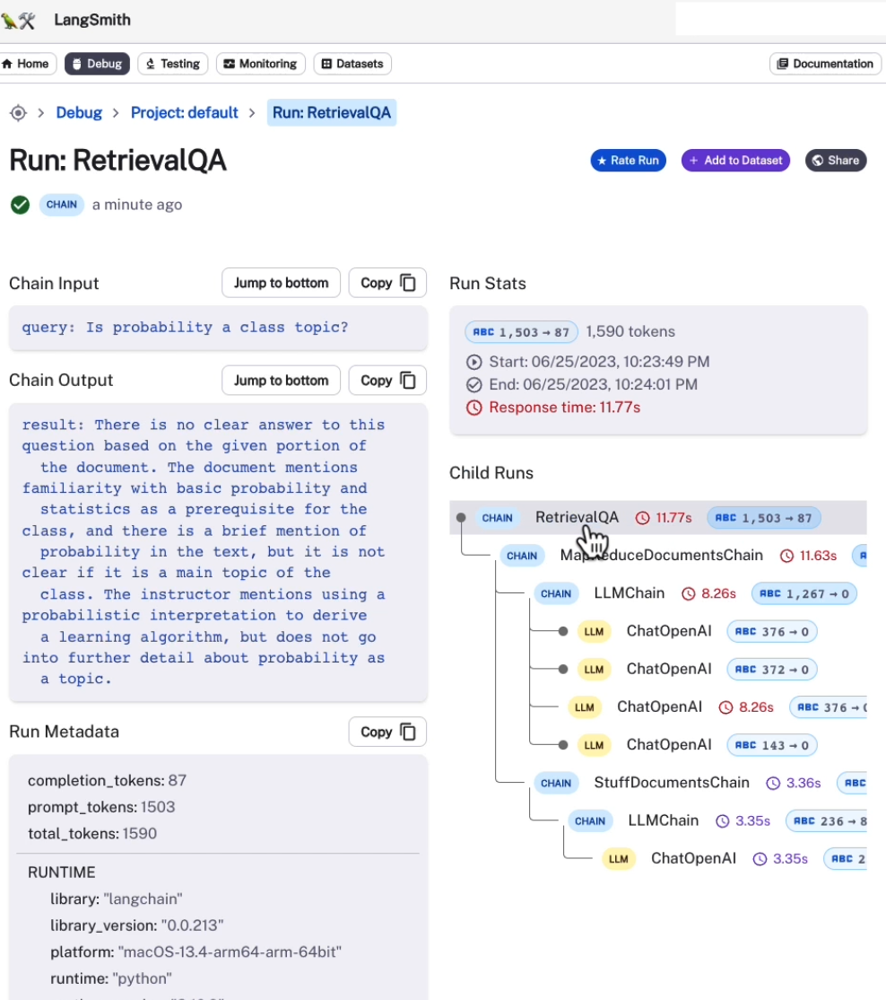 LangSmith
Home Debug Testing Monitoring Datasets Documentation
> Debug > Project: default > Run: RetrievalQA
Run: RetrievalQA
★ Rate Run + Add to Dataset Share
CHAIN a minute ago
Chain Input Jump to bottom Copy
query: Is probability a class topic?
Chain Output Jump to bottom Copy
result: There is no clear answer to this
question based on the given portion of
the document. The document mentions
familiarity with basic probability and
statistics as a prerequisite for the
class, and there is a brief mention of
probability in the text, but it is not
clear if it is a main topic of the
class. The instructor mentions using a
probabilistic interpretation to derive
a learning algorithm, but does not go
into further detail about probability as
a topic.
Run Metadata Copy
completion_tokens: 87
prompt_tokens: 1503
total_tokens: 1590
RUNTIME
library: "langchain"
library_version: "0.0.213"
platform: "macOS-13.4-arm64-arm-64bit"
runtime: "python"
Run Stats
ABC 1,503 → 87 1,590 tokens
Start: 06/25/2023, 10:23:49 PM
End: 06/25/2023, 10:24:01 PM
Response time: 11.77s
Child Runs
CHAIN RetrievalQA 11.77s ABC 1,503 → 87
CHAIN MapReduceDocumentsChain 11.63s
CHAIN LLMChain 8.26s ABC 1,267 → 0
LLM ChatOpenAI ABC 376 → 0
LLM ChatOpenAI ABC 372 → 0
LLM ChatOpenAI 8.26s ABC 376 → 0
LLM ChatOpenAI ABC 143 → 0
CHAIN StuffDocumentsChain 3.36s ABC
CHAIN LLMChain 3.35s ABC 236 → 8
LLM ChatOpenAI 3.35s ABC 2